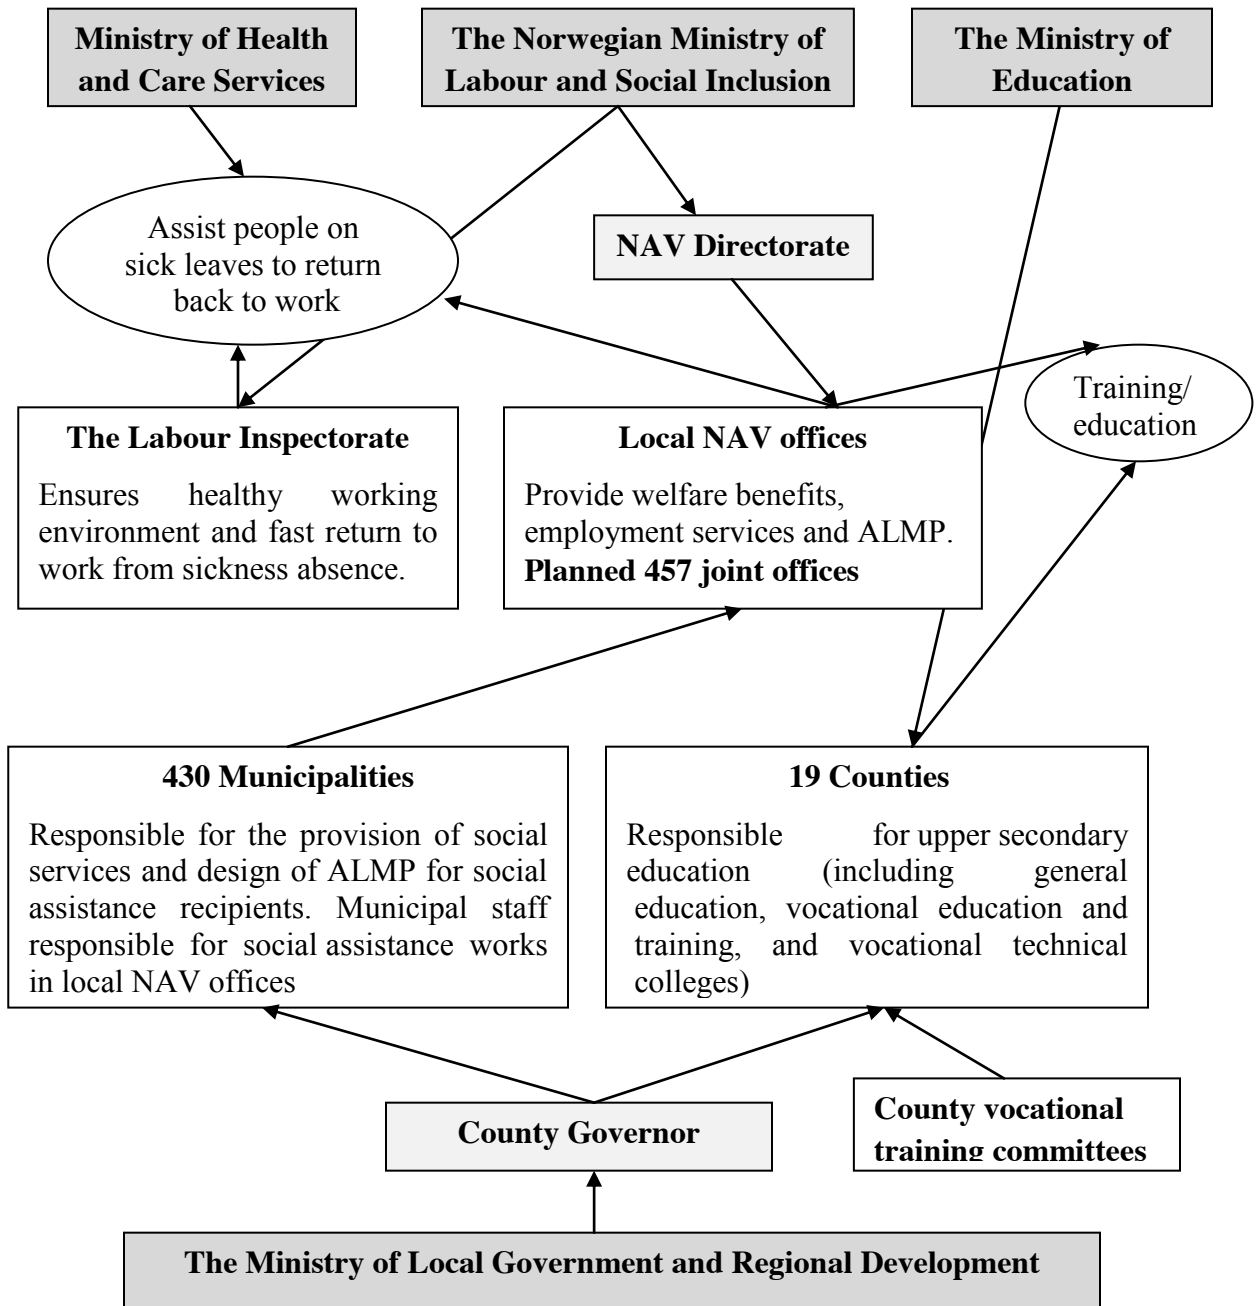 Ministry of Health
and Care Services
The Norwegian Ministry of
Labour and Social Inclusion
The Ministry of
Education
Assist people on
sick leaves to return
back to work
NAV Directorate
Training/
education
The Labour Inspectorate
Ensures healthy working
environment and fast return to
work from sickness absence.
Local NAV offices
Provide welfare benefits,
employment services and ALMP.
Planned 457 joint offices
430 Municipalities
Responsible for the provision of social
services and design of ALMP for social
assistance recipients. Municipal staff
responsible for social assistance works
in local NAV offices
19 Counties
Responsible for upper secondary
education (including general
education, vocational education and
training, and vocational technical
colleges)
County Governor
County vocational
training committees
The Ministry of Local Government and Regional Development